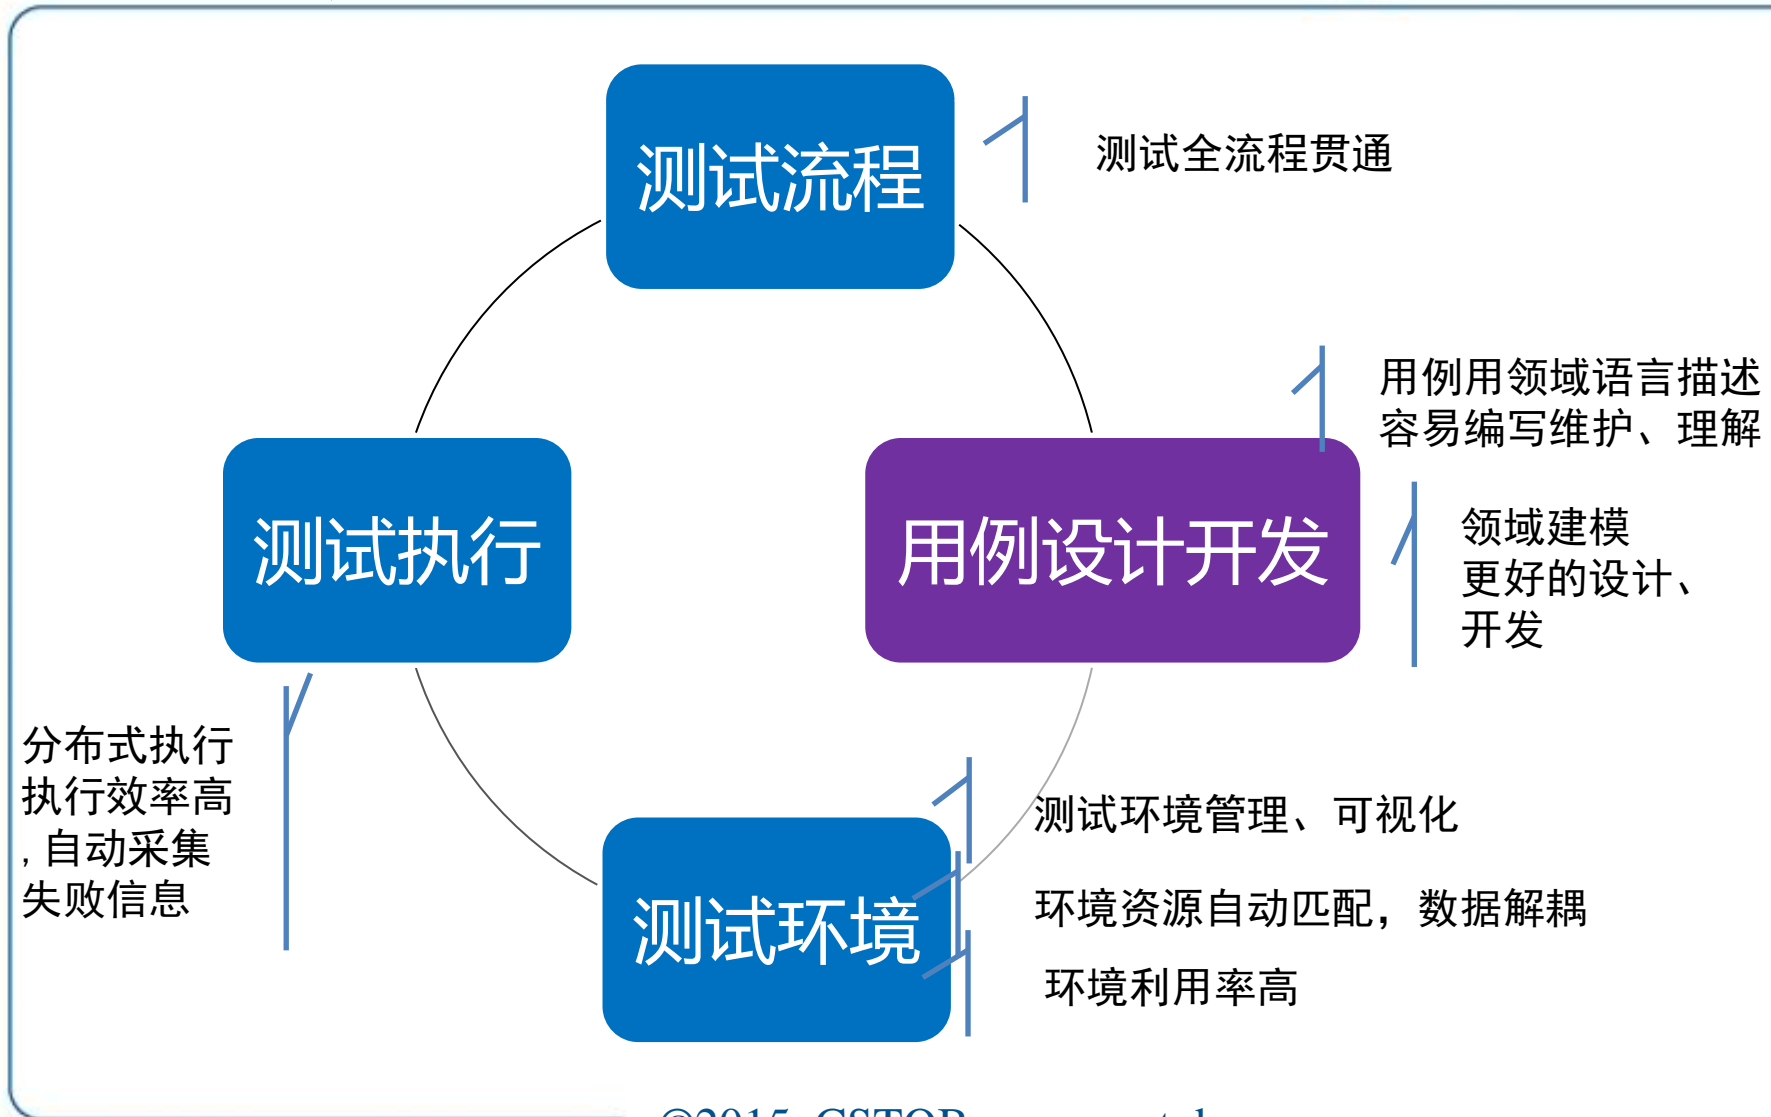 测试流程
测试全流程贯通
用例用领域语言描述
容易编写维护、理解
测试执行
用例设计开发
领域建模
更好的设计、
开发
分布式执行
执行效率高
,自动采集
失败信息
测试环境
测试环境管理、可视化
环境资源自动匹配，数据解耦
环境利用率高